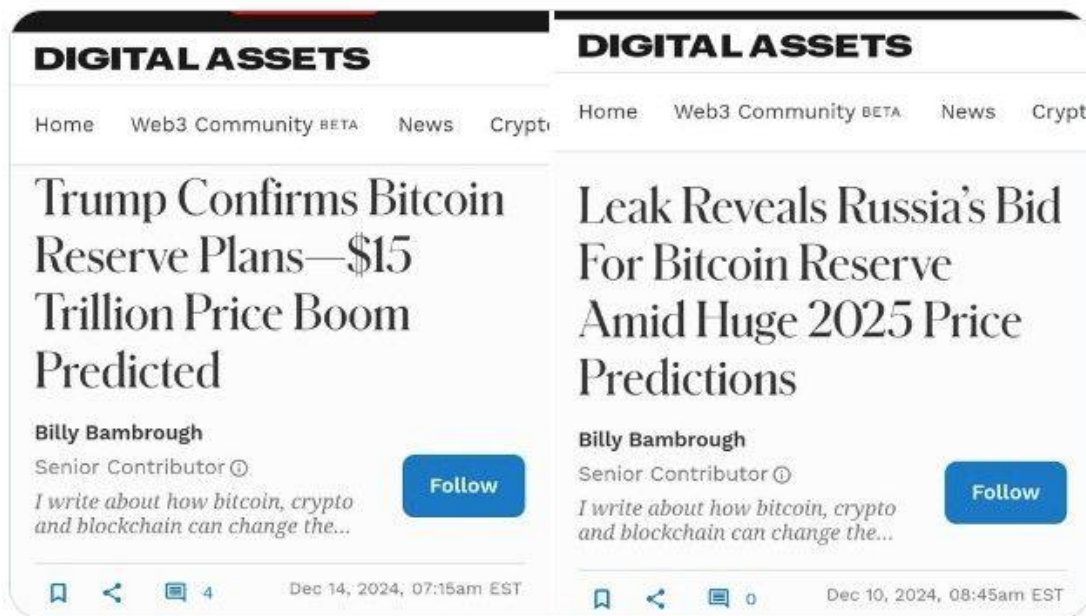 DIGITAL ASSETS
Home Web3 Community BETA News Crypto
Trump Confirms Bitcoin
Reserve Plans—$15
Trillion Price Boom
Predicted
Billy Bambrough
Senior Contributor
I write about how bitcoin, crypto
and blockchain can change the...
Follow
4
Dec 14, 2024, 07:15am EST
DIGITAL ASSETS
Home Web3 Community BETA News Crypt
Leak Reveals Russia’s Bid
For Bitcoin Reserve
Amid Huge 2025 Price
Predictions
Billy Bambrough
Senior Contributor
I write about how bitcoin, crypto
and blockchain can change the...
Follow
0
Dec 10, 2024, 08:45am EST